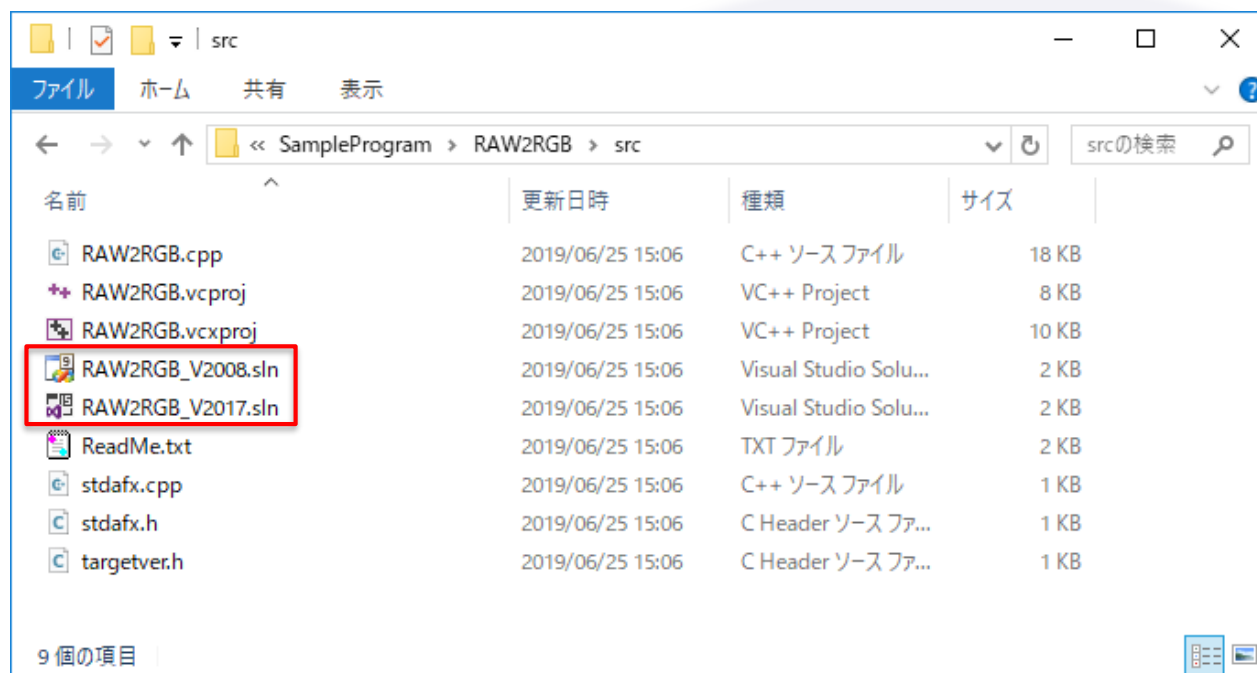 src
ファイル ホーム 共有 表示
« SampleProgram > RAW2RGB > src srcの検索
名前 更新日時 種類 サイズ
RAW2RGB.cpp 2019/06/25 15:06 C++ ソース ファイル 18 KB
RAW2RGB.vcproj 2019/06/25 15:06 VC++ Project 8 KB
RAW2RGB.vcxproj 2019/06/25 15:06 VC++ Project 10 KB
RAW2RGB_V2008.sln 2019/06/25 15:06 Visual Studio Solu... 2 KB
RAW2RGB_V2017.sln 2019/06/25 15:06 Visual Studio Solu... 2 KB
ReadMe.txt 2019/06/25 15:06 TXT ファイル 2 KB
stdafx.cpp 2019/06/25 15:06 C++ ソース ファイル 1 KB
stdafx.h 2019/06/25 15:06 C Header ソース ファ... 1 KB
targetver.h 2019/06/25 15:06 C Header ソース ファ... 1 KB
9 個の項目